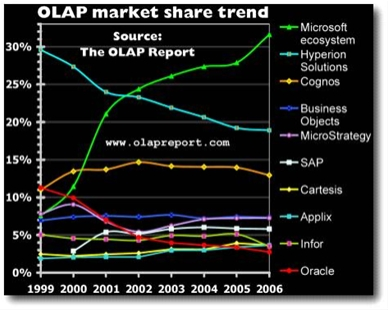 OLAP market share trend
Source:
The OLAP Report
www.olapreport.com
30%
25%
20%
15%
10%
5%
0%
1999 2000 2001 2002 2003 2004 2005 2006
Microsoft
ecosystem
Hyperion
Solutions
Cognos
Business
Objects
MicroStrategy
SAP
Cartesis
Applix
Infor
Oracle